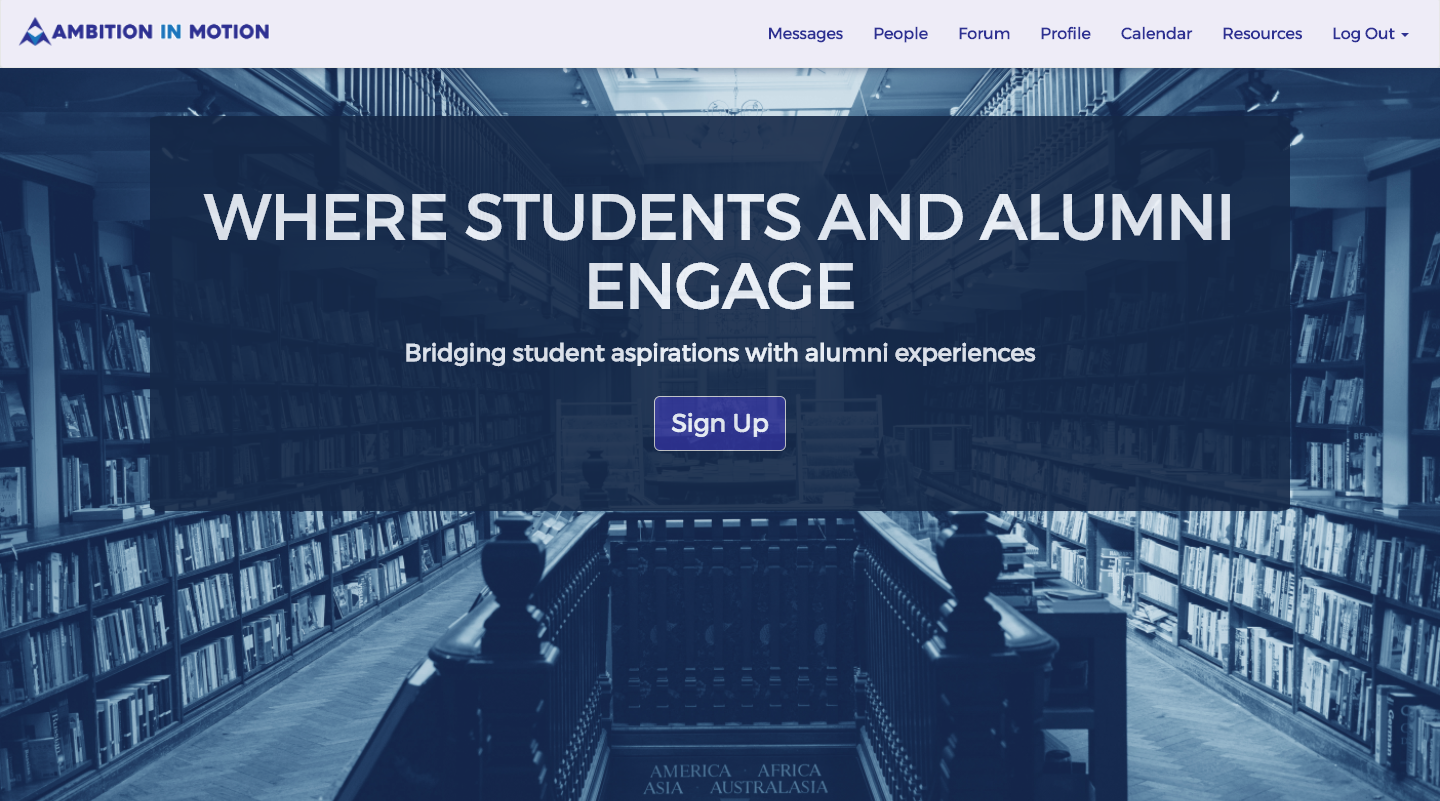 AMBITION IN MOTION
Messages People Forum Profile Calendar Resources Log Out
WHERE STUDENTS AND ALUMNI
ENGAGE
Bridging student aspirations with alumni experiences
Sign Up
AMERICA · AFRICA
ASIA · AUSTRALASIA
German